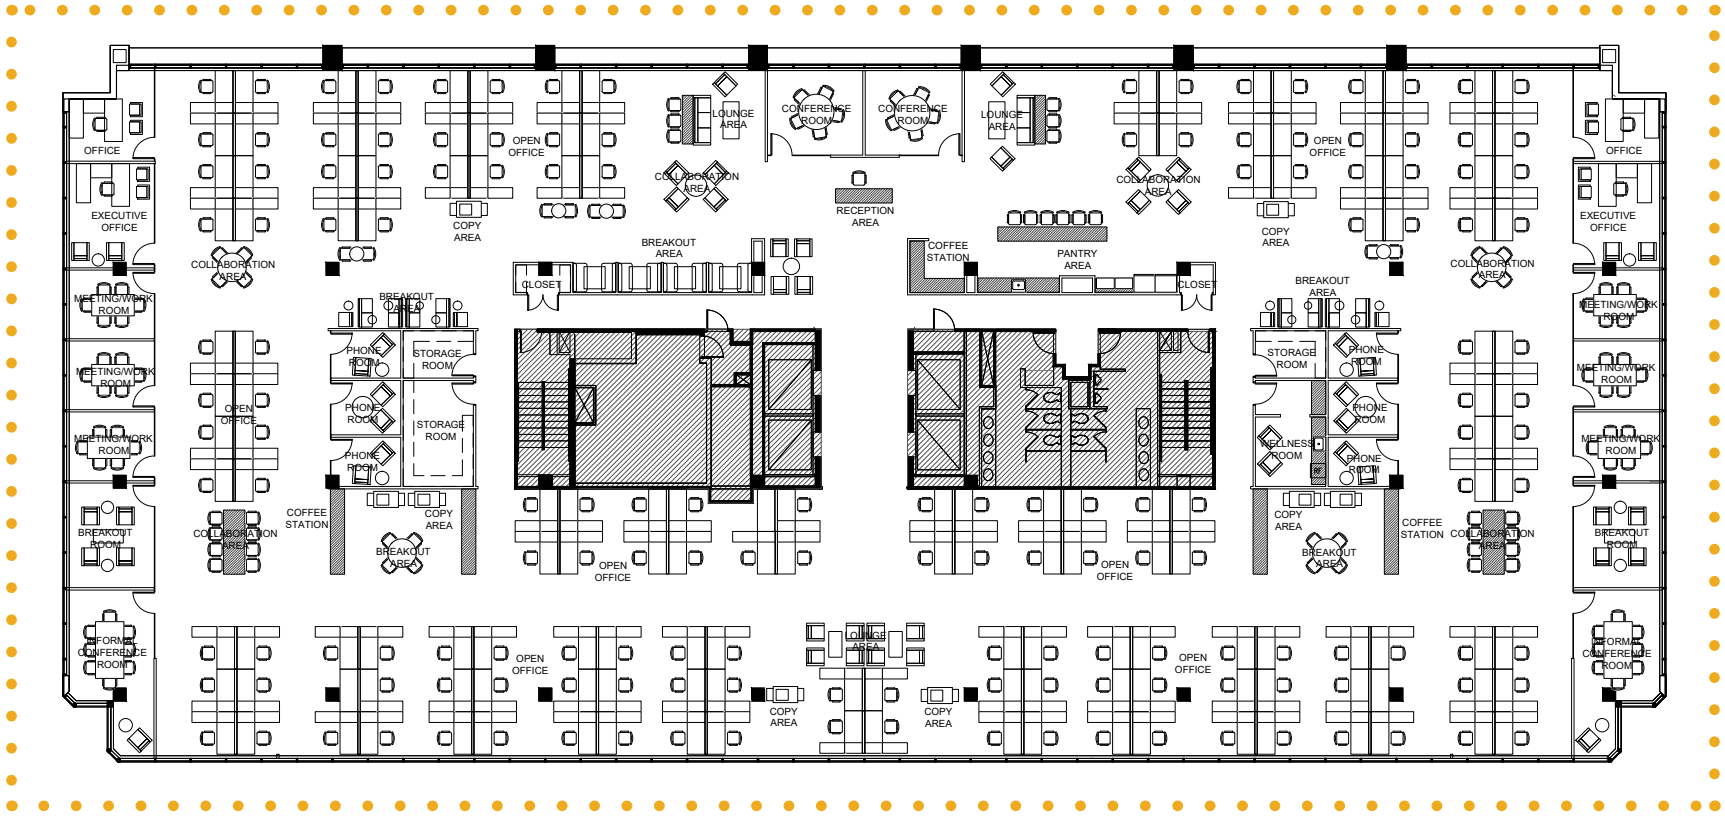 CONFERENCE
ROOM
CONFERENCE
ROOM
LOUNGE
AREA
LOUNGE
AREA
OFFICE
OPEN
OFFICE
OPEN
OFFICE
OFFICE
COLLABORATION
AREA
COLLABORATION
AREA
EXECUTIVE
OFFICE
COPY
AREA
RECEPTION
AREA
COPY
AREA
EXECUTIVE
OFFICE
BREAKOUT
AREA
COFFEE
STATION
PANTRY
AREA
COLLABORATION
AREA
COLLABORATION
AREA
CLOSET
CLOSET
MEETING/WORK
ROOM
BREAKOUT
AREA
BREAKOUT
AREA
MEETING/WORK
ROOM
PHONE
ROOM
STORAGE
ROOM
STORAGE
ROOM
PHONE
ROOM
MEETING/WORK
ROOM
MEETING/WORK
ROOM
OPEN
OFFICE
PHONE
ROOM
STORAGE
ROOM
PHONE
ROOM
MEETING/WORK
ROOM
WELLNESS
ROOM
MEETING/WORK
ROOM
PHONE
ROOM
PHONE
ROOM
RF
COFFEE
STATION
COPY
AREA
COPY
AREA
COFFEE
STATION
BREAKOUT
ROOM
COLLABORATION
AREA
BREAKOUT
AREA
BREAKOUT
AREA
COLLABORATION
AREA
BREAKOUT
ROOM
OPEN
OFFICE
OPEN
OFFICE
INFORMAL
CONFERENCE
ROOM
OPEN
OFFICE
LOUNGE
AREA
OPEN
OFFICE
INFORMAL
CONFERENCE
ROOM
COPY
AREA
COPY
AREA